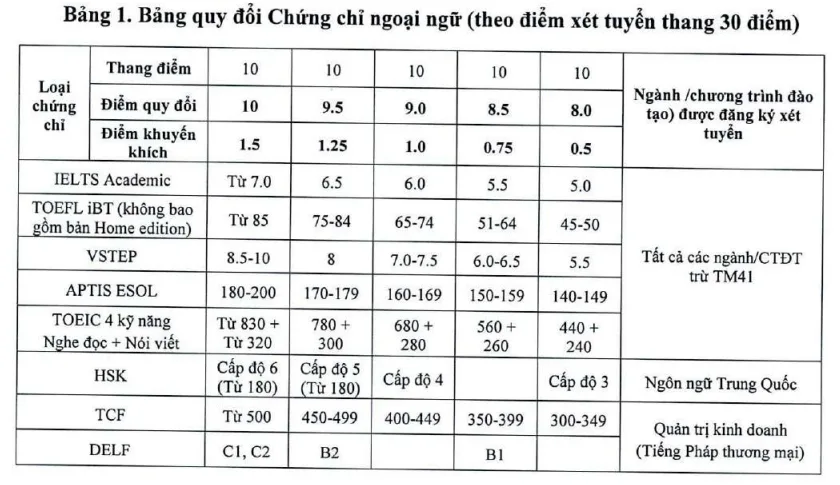 Bảng 1. Bảng quy đổi Chứng chỉ ngoại ngữ (theo điểm xét tuyển thang 30 điểm)
Loại chứng chỉ | Thang điểm | 10 | 10 | 10 | 10 | 10 | Ngành /chương trình đào tạo) được đăng ký xét tuyển
Điểm quy đổi | 10 | 9.5 | 9.0 | 8.5 | 8.0
Điểm khuyến khích | 1.5 | 1.25 | 1.0 | 0.75 | 0.5
IELTS Academic | Từ 7.0 | 6.5 | 6.0 | 5.5 | 5.0 | Tất cả các ngành/CTĐT trừ TM41
TOEFL iBT (không bao gồm bản Home edition) | Từ 85 | 75-84 | 65-74 | 51-64 | 45-50
VSTEP | 8.5-10 | 8 | 7.0-7.5 | 6.0-6.5 | 5.5
APTIS ESOL | 180-200 | 170-179 | 160-169 | 150-159 | 140-149
TOEIC 4 kỹ năng Nghe đọc + Nói viết | Từ 830 + Từ 320 | 780 + 300 | 680 + 280 | 560 + 260 | 440 + 240
HSK | Cấp độ 6 (Từ 180) | Cấp độ 5 (Từ 180) | Cấp độ 4 | | Cấp độ 3 | Ngôn ngữ Trung Quốc
TCF | Từ 500 | 450-499 | 400-449 | 350-399 | 300-349 | Quản trị kinh doanh (Tiếng Pháp thương mại)
DELF | C1, C2 | B2 | | B1 |